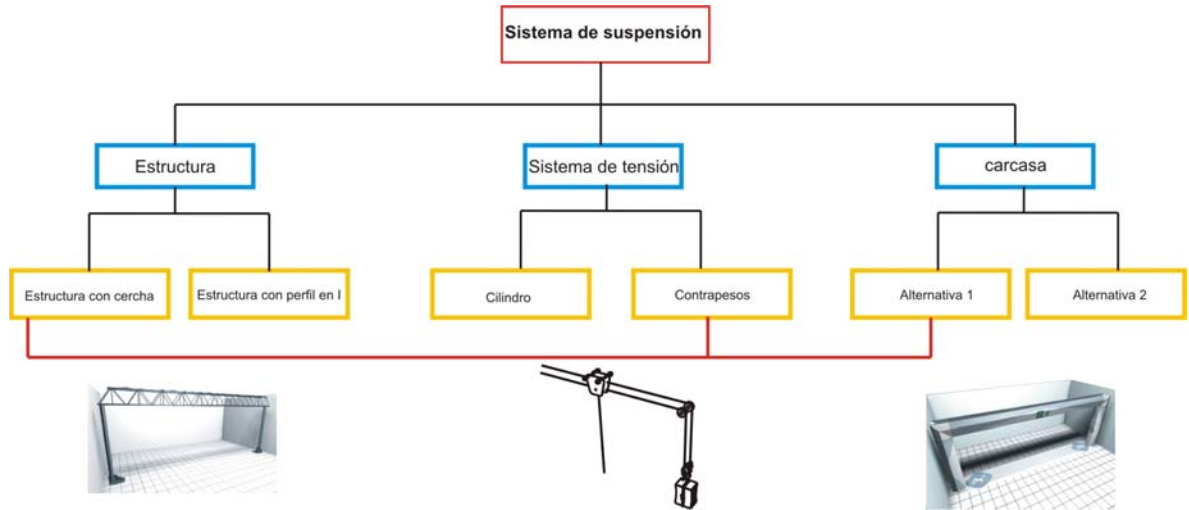 Sistema de suspensión
Estructura
Sistema de tensión
carcasa
Estructura con cercha
Estructura con perfil en I
Cilindro
Contrapesos
Alternativa 1
Alternativa 2